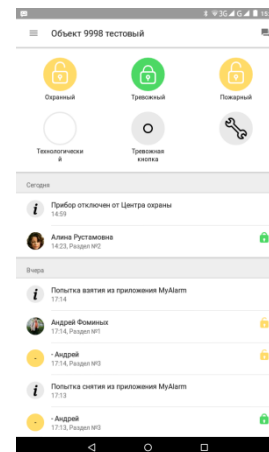 3G G 15
Объект 9998 тестовый
Охранный
Тревожный
Пожарный
Технологически
й
Тревожная
кнопка
Сегодня
Прибор отключен от Центра охраны
14:59
Алина Рустамовна
14:23, Раздел №2
Вчера
Попытка взятия из приложения MyAlarm
17:14
Андрей Фоминых
17:14, Раздел №1
- Андрей
17:14, Раздел №3
Попытка снятия из приложения MyAlarm
17:13
- Андрей
17:13, Раздел №3